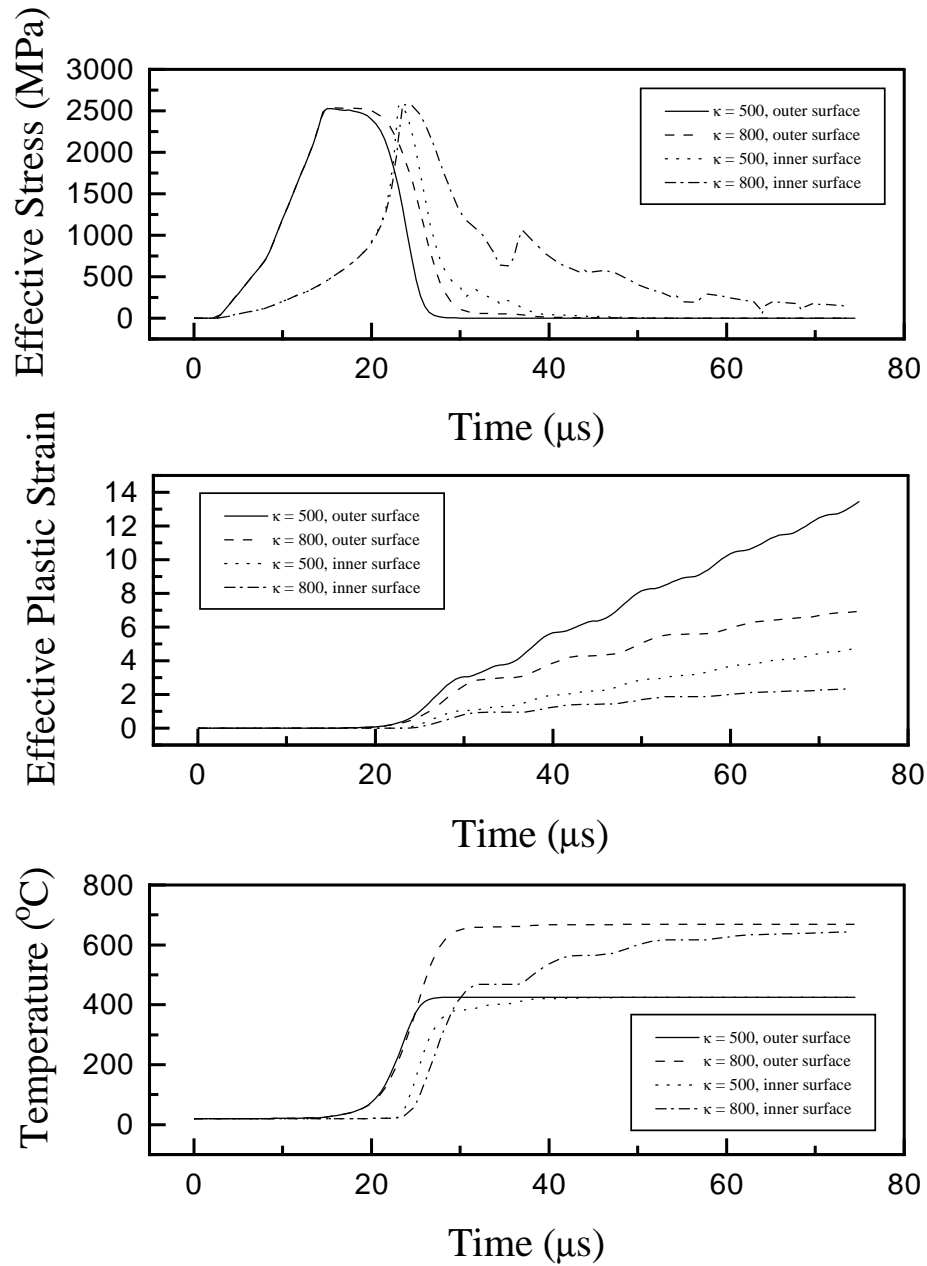 Effective Stress (MPa)
3000
2500
2000
1500
1000
500
0
κ = 500, outer surface
κ = 800, outer surface
κ = 500, inner surface
κ = 800, inner surface
0
20
40
60
80
Time (μs)
Effective Plastic Strain
14
12
10
8
6
4
2
0
κ = 500, outer surface
κ = 800, outer surface
κ = 500, inner surface
κ = 800, inner surface
0
20
40
60
80
Time (μs)
Temperature (°C)
800
600
400
200
0
κ = 500, outer surface
κ = 800, outer surface
κ = 500, inner surface
κ = 800, inner surface
0
20
40
60
80
Time (μs)